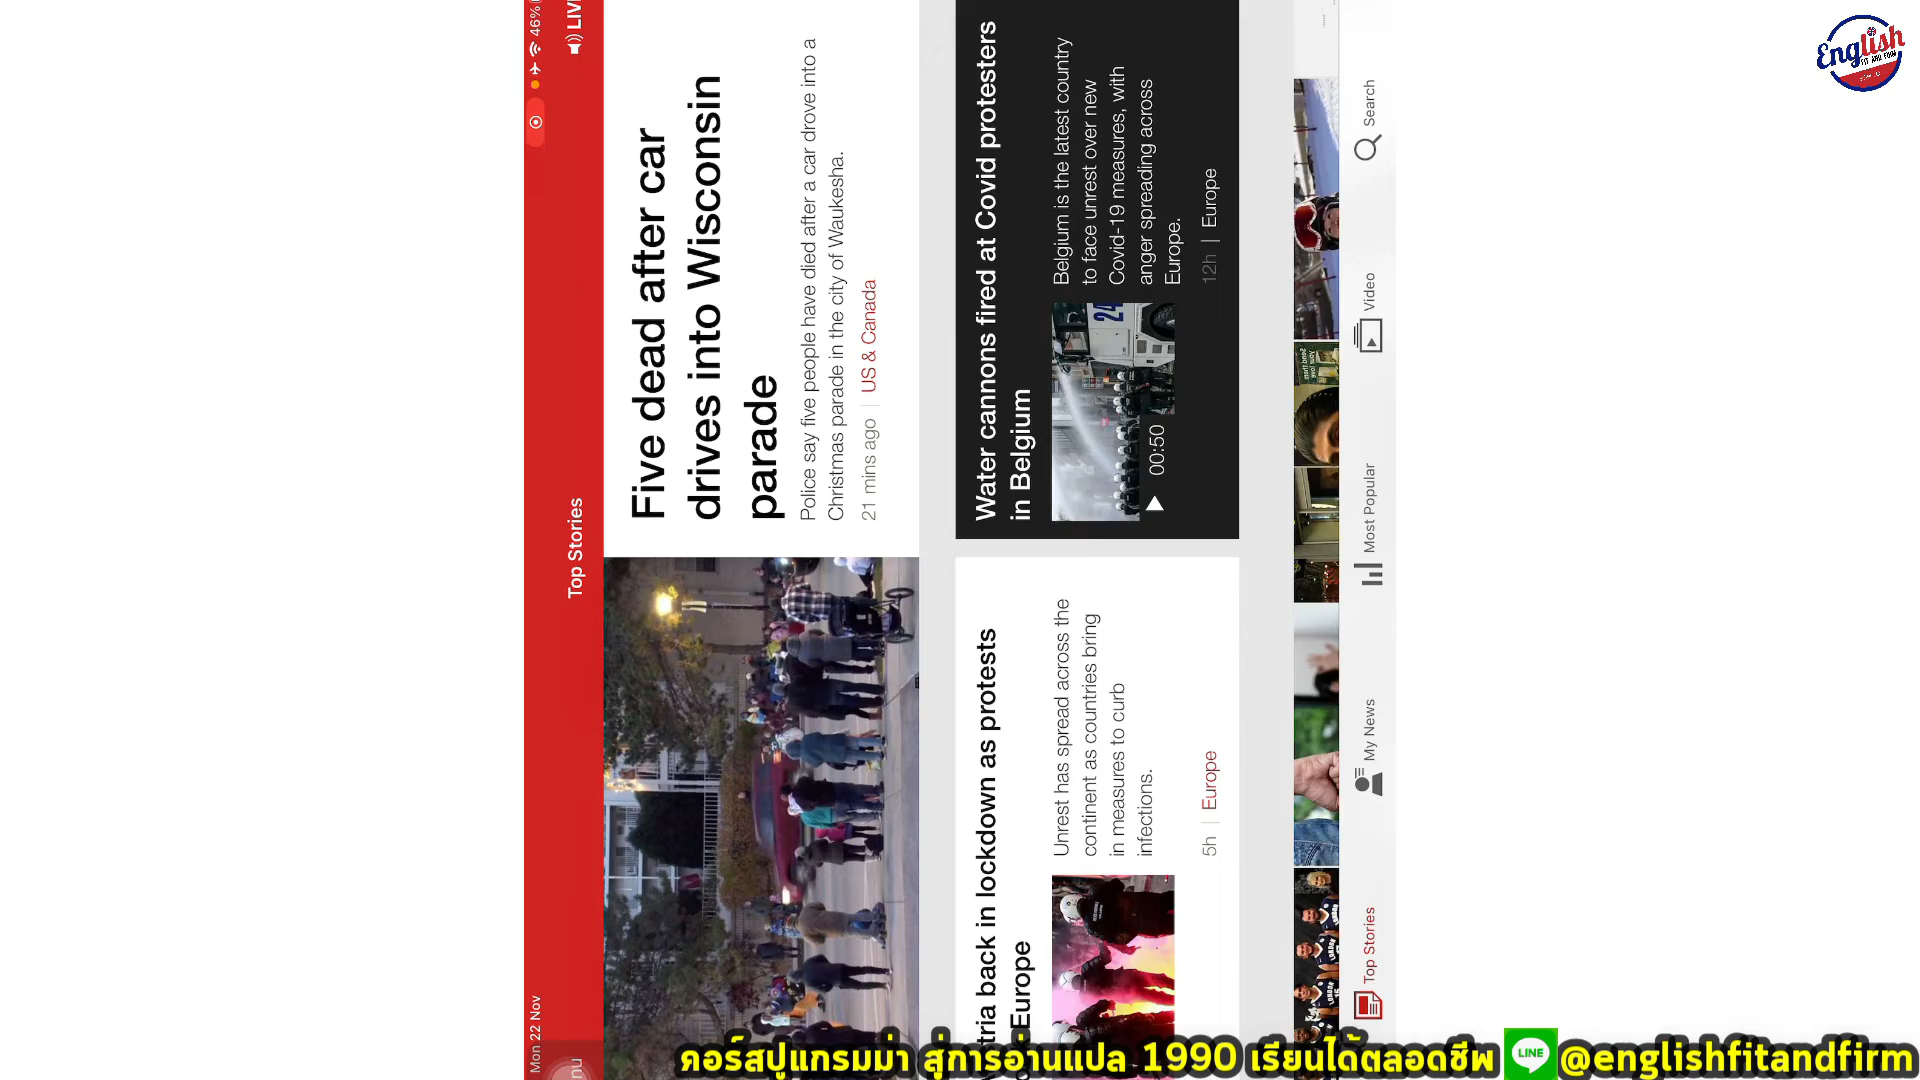 Mon 22 Nov
46%
nu
Top Stories
LIV
Five dead after car
drives into Wisconsin
parade
Police say five people have died after a car drove into a
Christmas parade in the city of Waukesha.
21 mins ago | US & Canada
tria back in lockdown as protests
Europe
Unrest has spread across the
continent as countries bring
in measures to curb
infections.
5h | Europe
Water cannons fired at Covid protesters
in Belgium
00:50
Belgium is the latest country
to face unrest over new
Covid-19 measures, with
anger spreading across
Europe.
12h | Europe
24
Top Stories
My News
Most Popular
Video
Search
English
FIT AND FIRM
คอร์สปูแกรมม่า สู่การอ่านแปล 1990 เรียนได้ตลอดชีพ LINE @englishfitandfirm